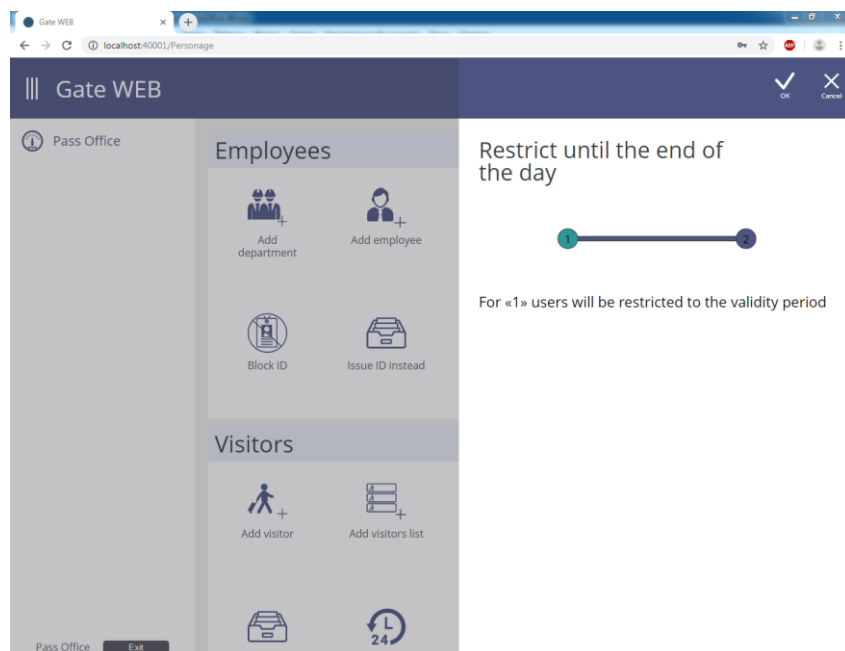 Gate WEB
localhost:40001/Personage
ABP
Gate WEB
OK
Cancel
Pass Office
Employees
Add
department
Add employee
Block ID
Issue ID instead
Visitors
Add visitor
Add visitors list
24
Pass Office
Exit
Restrict until the end of
the day
1
2
For «1» users will be restricted to the validity period